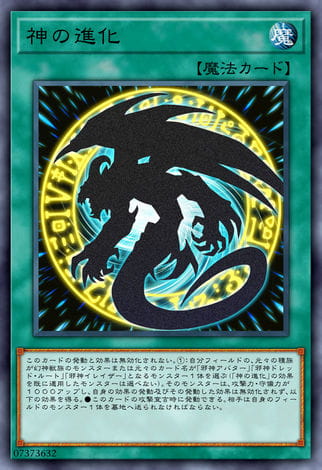 神の進化
魔
【魔法カード】
このカードの発動と効果は無効化されない。①:自分フィールドの、元々の種族
が幻神獣族のモンスターまたは元々のカード名が「邪神アバター」「邪神ドレッ
ド・ルート」「邪神イレイザー」となるモンスター1体を選ぶ(「神の進化」の効果
を既に適用したモンスターは選べない)。そのモンスターは、攻撃力・守備力が
1000アップし、自身の効果の発動及びその発動した効果は無効化されず、以
下の効果を得る。●このカードの攻撃宣言時に発動できる。相手は自身のフィ
ールドのモンスター1体を墓地へ送らなければならない。
07373632